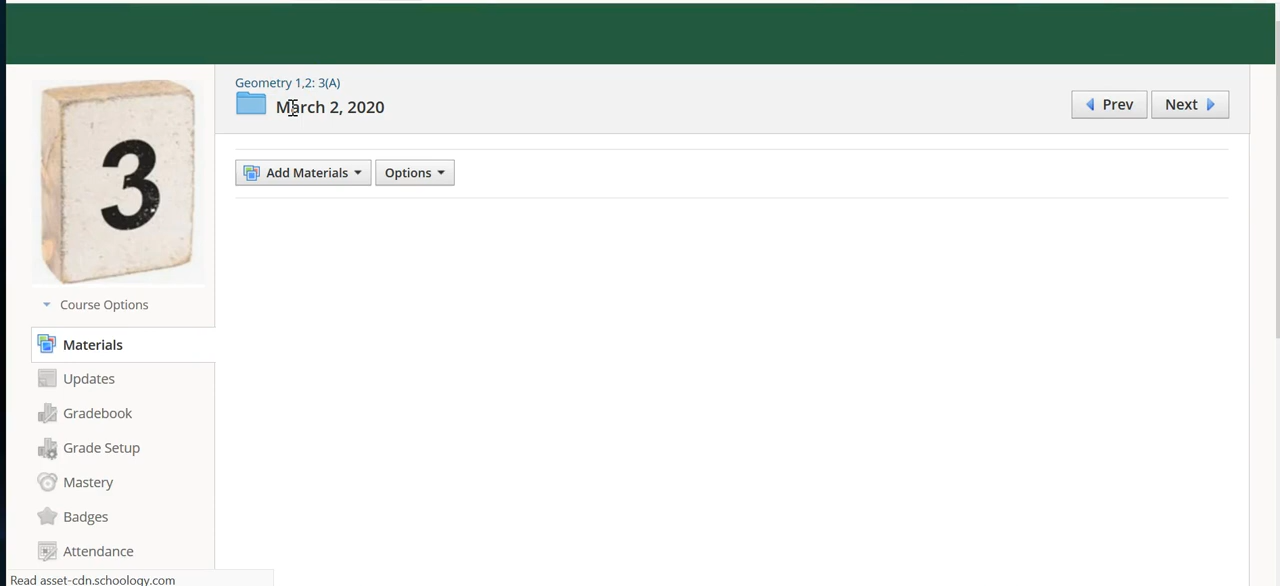 Geometry 1,2: 3(A)
March 2, 2020
Prev
Next
Add Materials
Options
3
Course Options
Materials
Updates
Gradebook
Grade Setup
Mastery
Badges
Attendance
Read asset-cdn.schoology.com